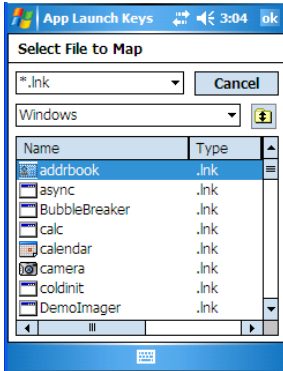 App Launch Keys 3:04 ok
Select File to Map
*.lnk Cancel
Windows
Name Type
addrbook .lnk
async .lnk
BubbleBreaker .lnk
calc .lnk
calendar .lnk
camera .lnk
coldinit .lnk
DemoImager .lnk